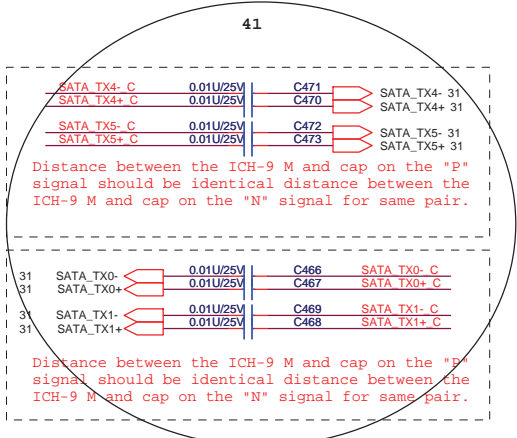 41
SATA_TX4-_C 0.01U/25V C471 SATA_TX4- 31
SATA_TX4+_C 0.01U/25V C470 SATA_TX4+ 31
SATA_TX5-_C 0.01U/25V C472 SATA_TX5- 31
SATA_TX5+_C 0.01U/25V C473 SATA_TX5+ 31
Distance between the ICH-9 M and cap on the "P"
signal should be identical distance between the
ICH-9 M and cap on the "N" signal for same pair.
31 SATA_TX0- 0.01U/25V C466 SATA_TX0-_C
31 SATA_TX0+ 0.01U/25V C467 SATA_TX0+_C
31 SATA_TX1- 0.01U/25V C469 SATA_TX1-_C
31 SATA_TX1+ 0.01U/25V C468 SATA_TX1+_C
Distance between the ICH-9 M and cap on the "P"
signal should be identical distance between the
ICH-9 M and cap on the "N" signal for same pair.